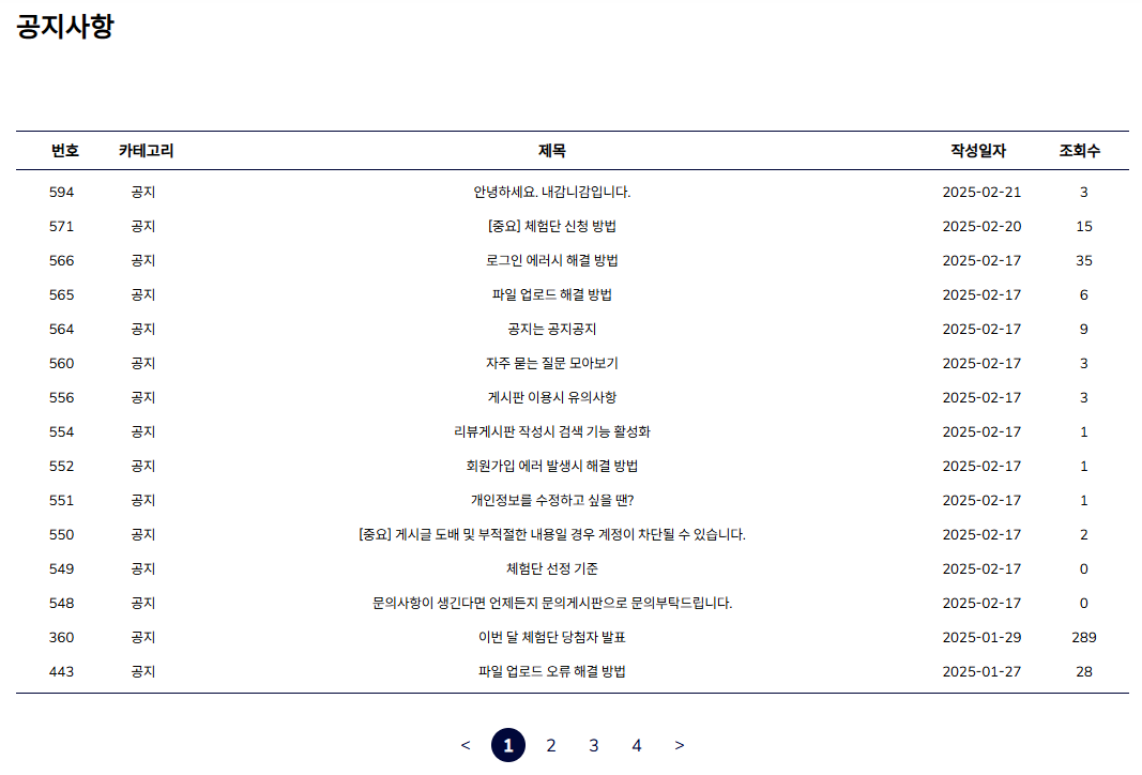 공지사항
번호 카테고리 제목 작성일자 조회수
594 공지 안녕하세요. 내감니감입니다. 2025-02-21 3
571 공지 [중요] 체험단 신청 방법 2025-02-20 15
566 공지 로그인 에러시 해결 방법 2025-02-17 35
565 공지 파일 업로드 해결 방법 2025-02-17 6
564 공지 공지는 공지공지 2025-02-17 9
560 공지 자주 묻는 질문 모아보기 2025-02-17 3
556 공지 게시판 이용시 유의사항 2025-02-17 3
554 공지 리뷰게시판 작성시 검색 기능 활성화 2025-02-17 1
552 공지 회원가입 에러 발생시 해결 방법 2025-02-17 1
551 공지 개인정보를 수정하고 싶을 땐? 2025-02-17 1
550 공지 [중요] 게시글 도배 및 부적절한 내용일 경우 계정이 차단될 수 있습니다. 2025-02-17 2
549 공지 체험단 선정 기준 2025-02-17 0
548 공지 문의사항이 생긴다면 언제든지 문의게시판으로 문의부탁드립니다. 2025-02-17 0
360 공지 이번 달 체험단 당첨자 발표 2025-01-29 289
443 공지 파일 업로드 오류 해결 방법 2025-01-27 28
< 1 2 3 4 >